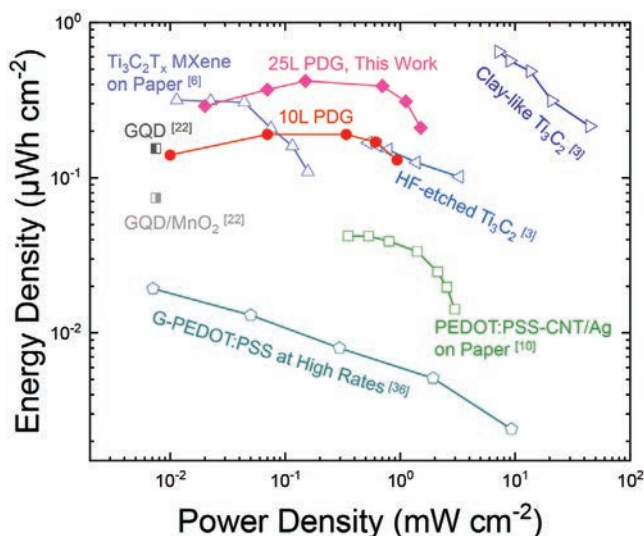 10⁰
10⁻¹
10⁻²
Energy Density (µWh cm⁻²)
Ti₃C₂Tₓ MXene
on Paper [6]
25L PDG, This Work
Clay-like Ti₃C₂ [3]
GQD [22]
10L PDG
HF-etched Ti₃C₂ [3]
GQD/MnO₂ [22]
PEDOT:PSS-CNT/Ag
on Paper [10]
G-PEDOT:PSS at High Rates [36]
10⁻² 10⁻¹ 10⁰ 10¹ 10²
Power Density (mW cm⁻²)